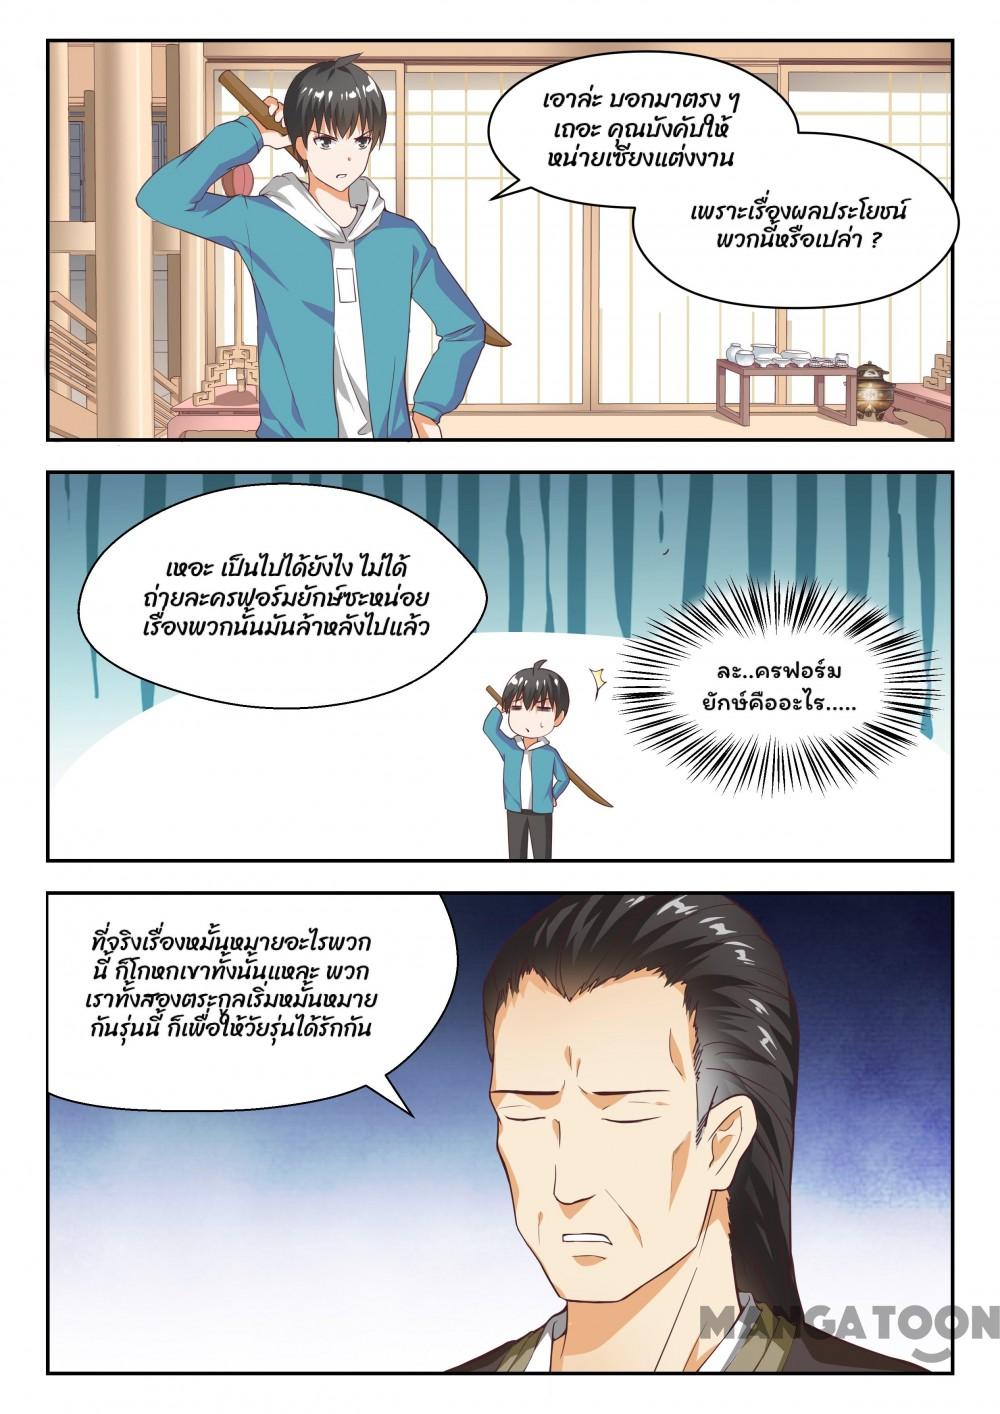 เอาล่ะ บอกมาตรง ๆ
เถอะ คุณบังคับให้
หน่ายเซียงแต่งงาน
เพราะเรื่องผลประโยชน์
พวกนี้หรือเปล่า ?
เหอะ เป็นไปได้ยังไง ไม่ได้
ถ่ายละครฟอร์มยักษ์ซะหน่อย
เรื่องพวกนั้นมันล้าหลังไปแล้ว
ละ..ครฟอร์ม
ยักษ์คืออะไร.....
ที่จริงเรื่องหมั้นหมายอะไรพวก
นี้ ก็โกหกเขาทั้งนั้นแหละ พวก
เราทั้งสองตระกูลเริ่มหมั้นหมาย
กันรุ่นนี้ ก็เพื่อให้วัยรุ่นได้รักกัน
MANGATOON